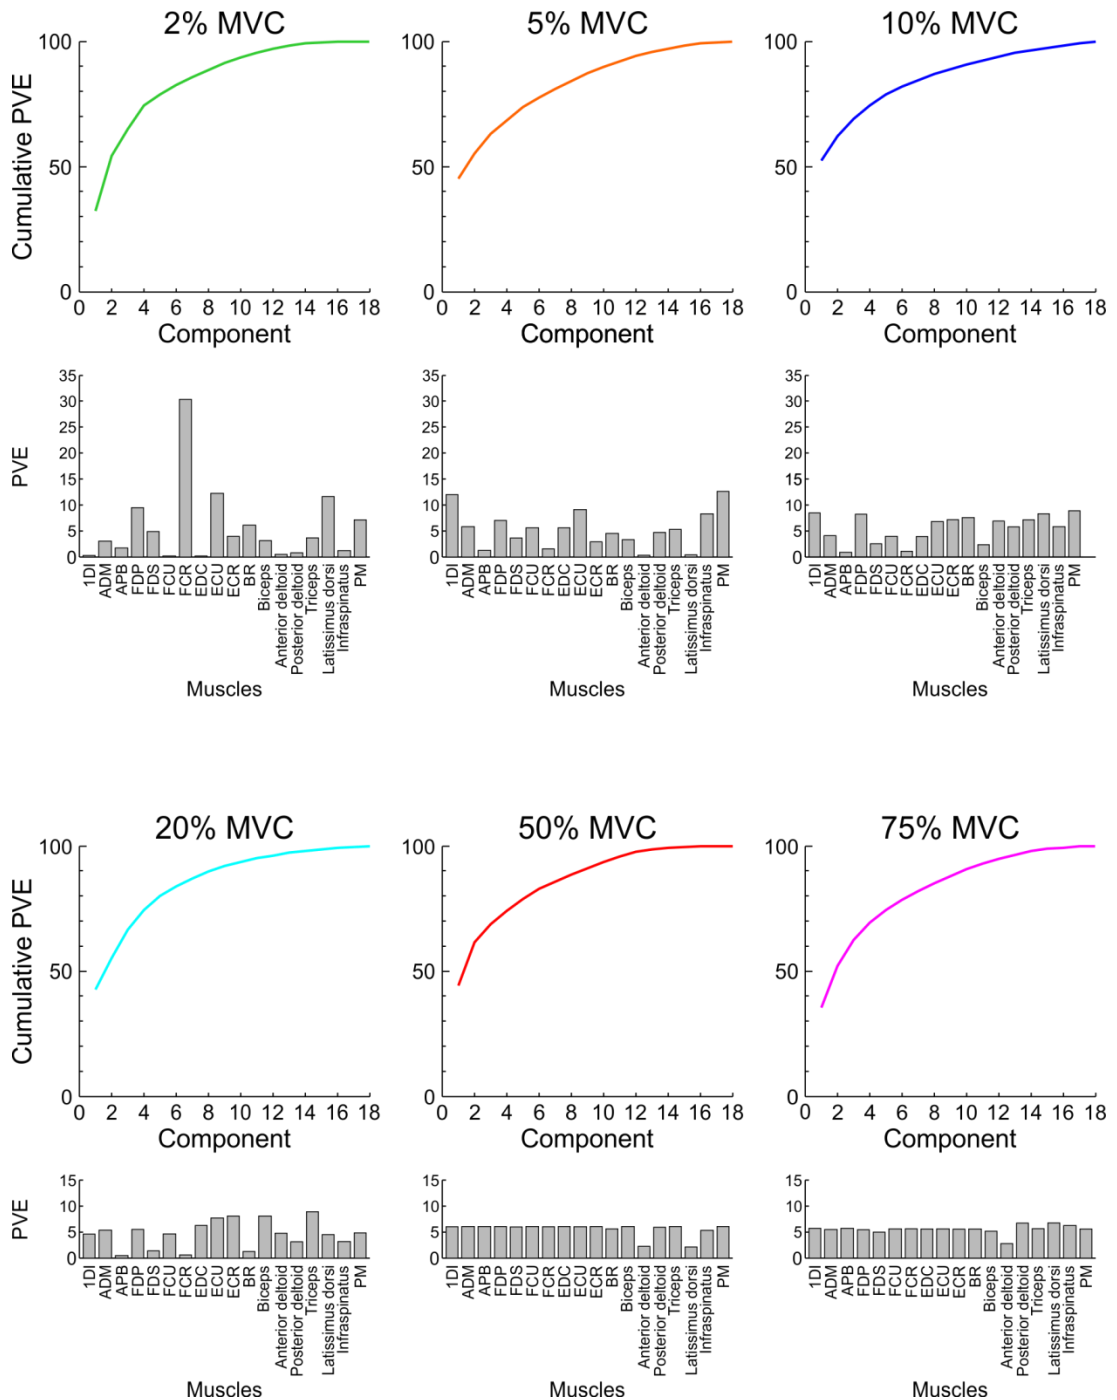 2% MVC
5% MVC
10% MVC
Cumulative PVE
100
50
0
0 2 4 6 8 10 12 14 16 18
Component
100
50
0
0 2 4 6 8 10 12 14 16 18
Component
100
50
0
0 2 4 6 8 10 12 14 16 18
Component
PVE
35
30
25
20
15
10
5
0
1DI
ADM
APB
FDP
FDS
FCU
FCR
EDC
ECU
ECR
BR
Biceps
Anterior deltoid
Posterior deltoid
Triceps
Latissimus dorsi
Infraspinatus
PM
Muscles
35
30
25
20
15
10
5
0
1DI
ADM
APB
FDP
FDS
FCU
FCR
EDC
ECU
ECR
BR
Biceps
Anterior deltoid
Posterior deltoid
Triceps
Latissimus dorsi
Infraspinatus
PM
Muscles
35
30
25
20
15
10
5
0
1DI
ADM
APB
FDP
FDS
FCU
FCR
EDC
ECU
ECR
BR
Biceps
Anterior deltoid
Posterior deltoid
Triceps
Latissimus dorsi
Infraspinatus
PM
Muscles
20% MVC
50% MVC
75% MVC
Cumulative PVE
100
50
0
0 2 4 6 8 10 12 14 16 18
Component
100
50
0
0 2 4 6 8 10 12 14 16 18
Component
100
50
0
0 2 4 6 8 10 12 14 16 18
Component
PVE
15
10
5
0
1DI
ADM
APB
FDP
FDS
FCU
FCR
EDC
ECU
ECR
BR
Biceps
Anterior deltoid
Posterior deltoid
Triceps
Latissimus dorsi
Infraspinatus
PM
Muscles
15
10
5
0
1DI
ADM
APB
FDP
FDS
FCU
FCR
EDC
ECU
ECR
BR
Biceps
Anterior deltoid
Posterior deltoid
Triceps
Latissimus dorsi
Infraspinatus
PM
Muscles
15
10
5
0
1DI
ADM
APB
FDP
FDS
FCU
FCR
EDC
ECU
ECR
BR
Biceps
Anterior deltoid
Posterior deltoid
Triceps
Latissimus dorsi
Infraspinatus
PM
Muscles